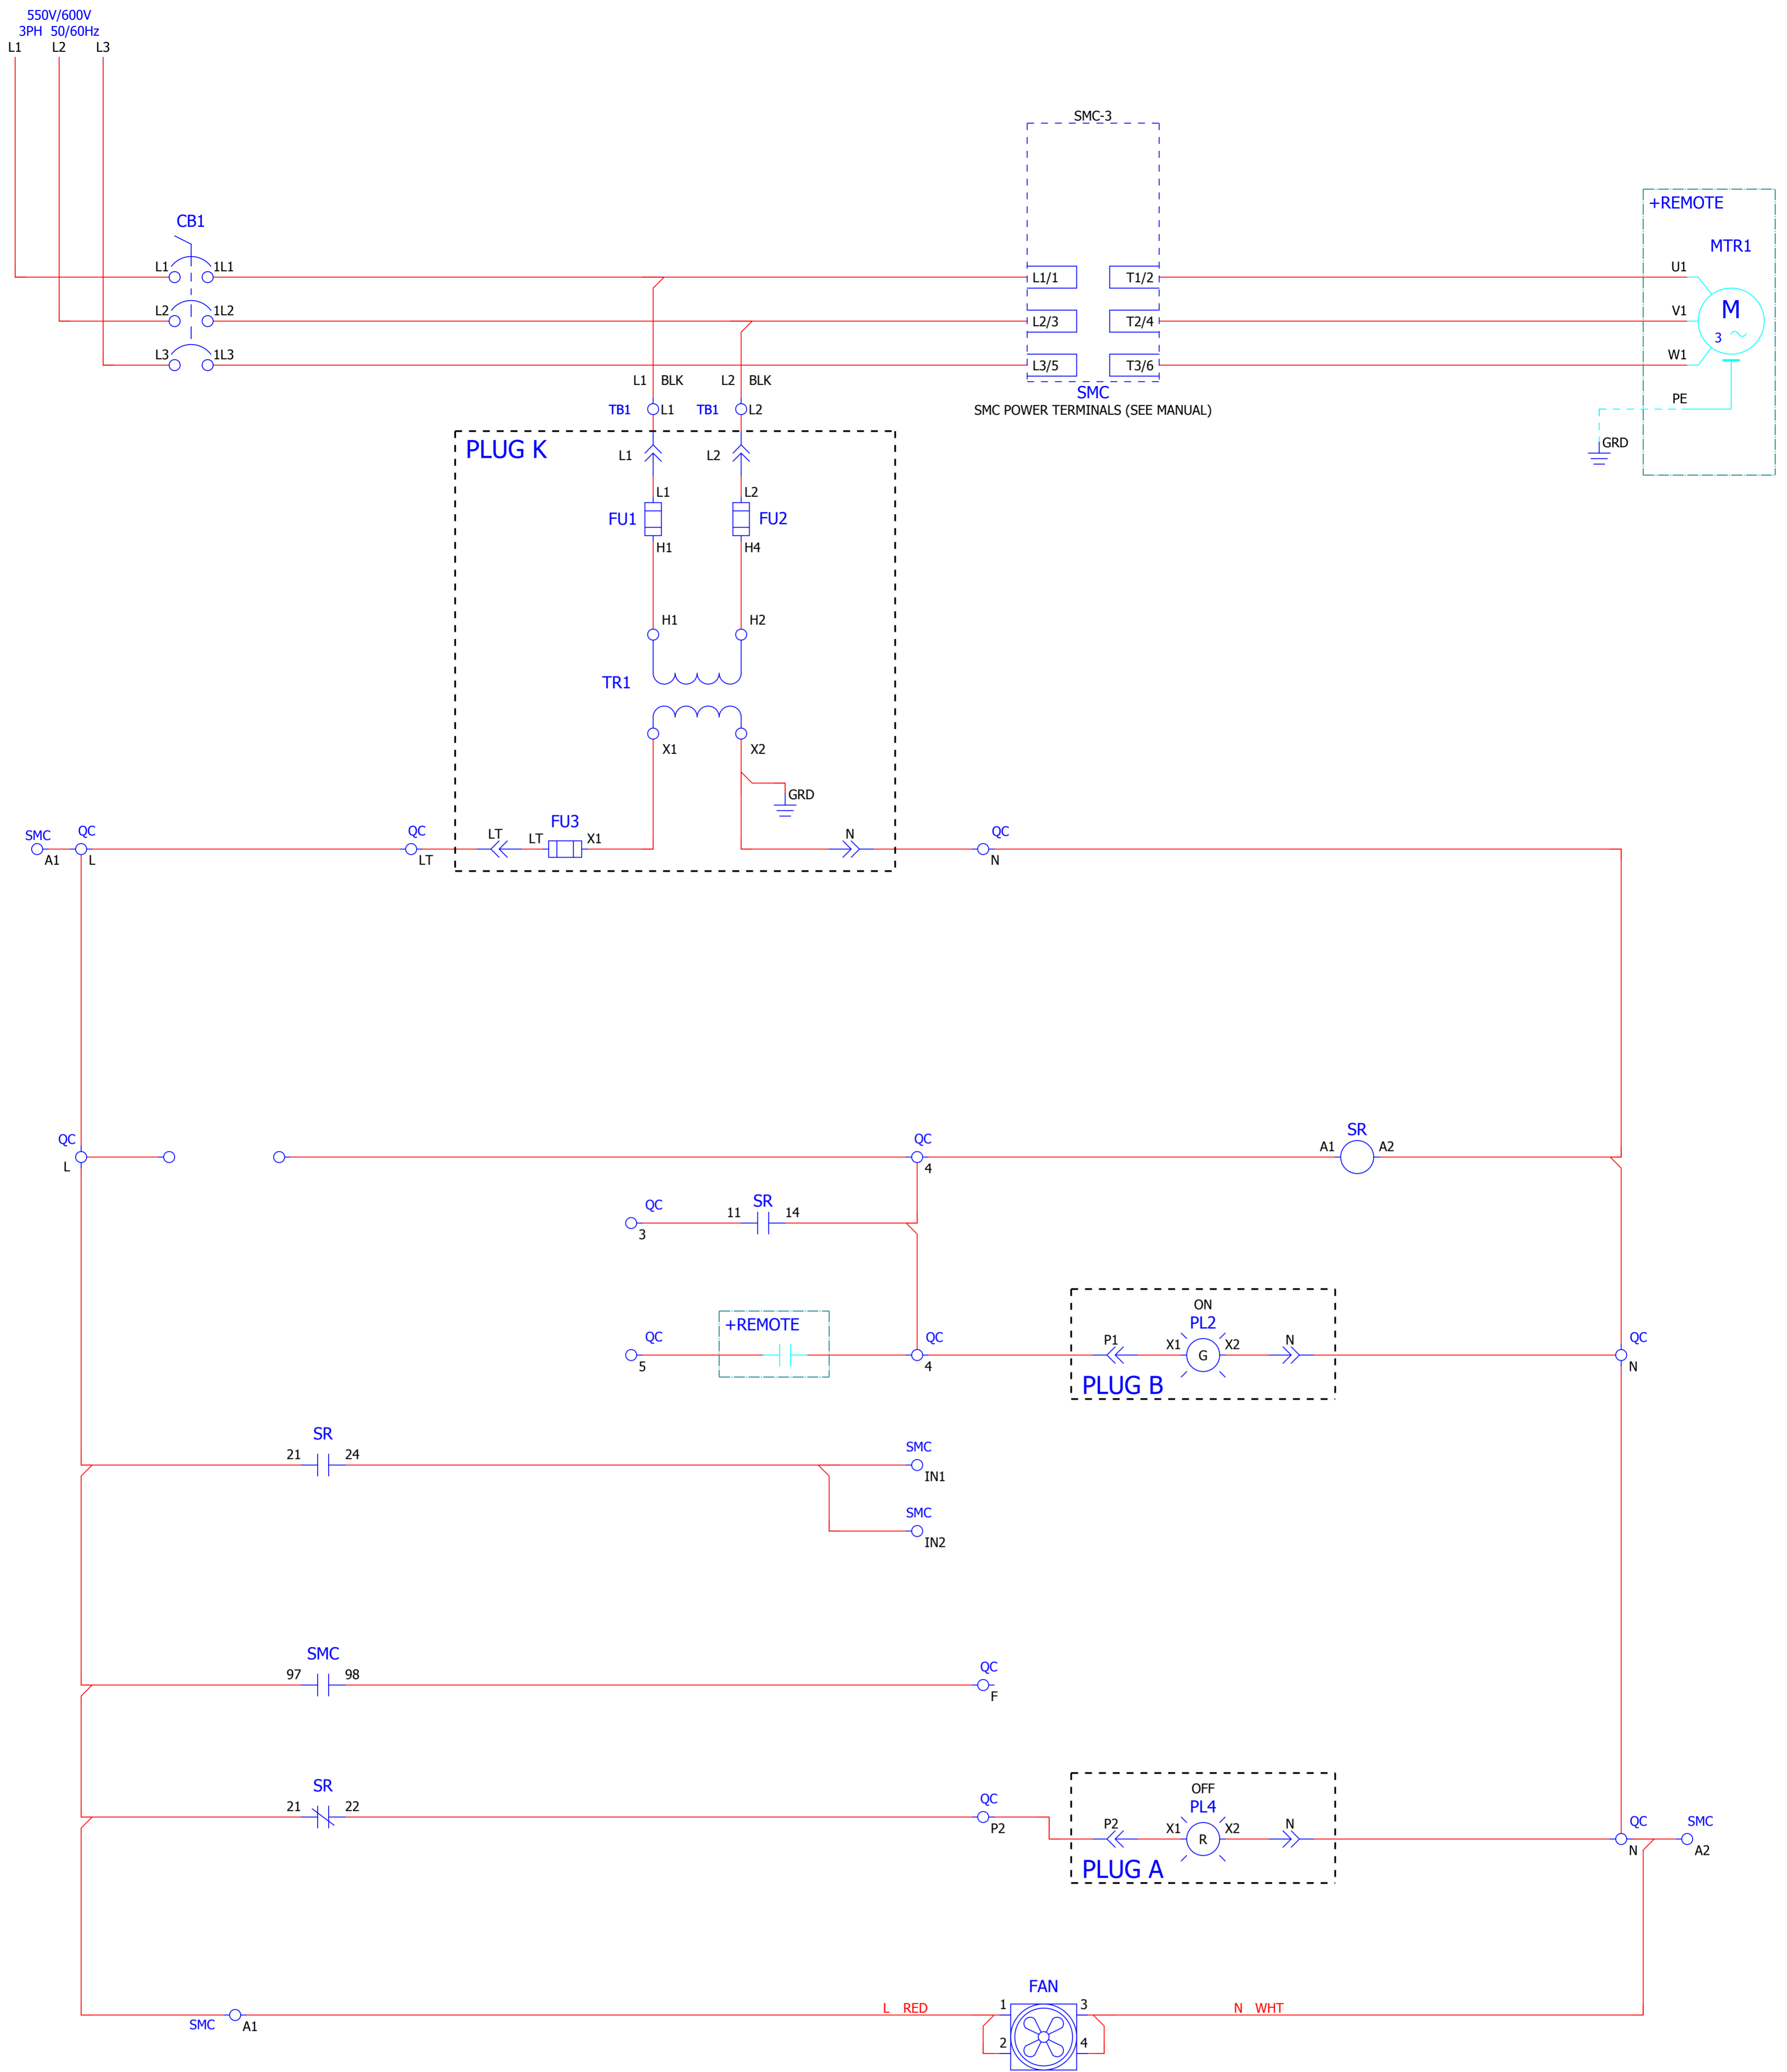 550V/600V
3PH 50/60Hz
L1 L2 L3
SMC-3
+REMOTE
CB1
MTR1
L1 1L1 L1/1 T1/2 U1
L2 1L2 L2/3 T2/4 V1
M
3
L3 1L3 L3/5 T3/6 W1
L1 BLK L2 BLK
SMC
PE
TB1 L1 TB1 L2
SMC POWER TERMINALS (SEE MANUAL)
GRD
PLUG K
L1 L2
L1 L2
FU1 FU2
H1 H4
H1 H2
TR1
X1 X2
GRD
FU3
SMC QC QC LT LT X1 N QC
A1 L LT N
QC QC SR
A1 A2
L 4
QC SR
11 14
3
ON
+REMOTE PL2
QC QC P1 X1 X2 N QC
G
5 4 N
PLUG B
SR SMC
21 24
IN1
SMC
IN2
SMC QC
97 98
F
SR OFF
21 22 QC PL4
P2 P2 X1 X2 N QC SMC
R
N A2
PLUG A
FAN
L RED 1 3 N WHT
SMC A1
2 4